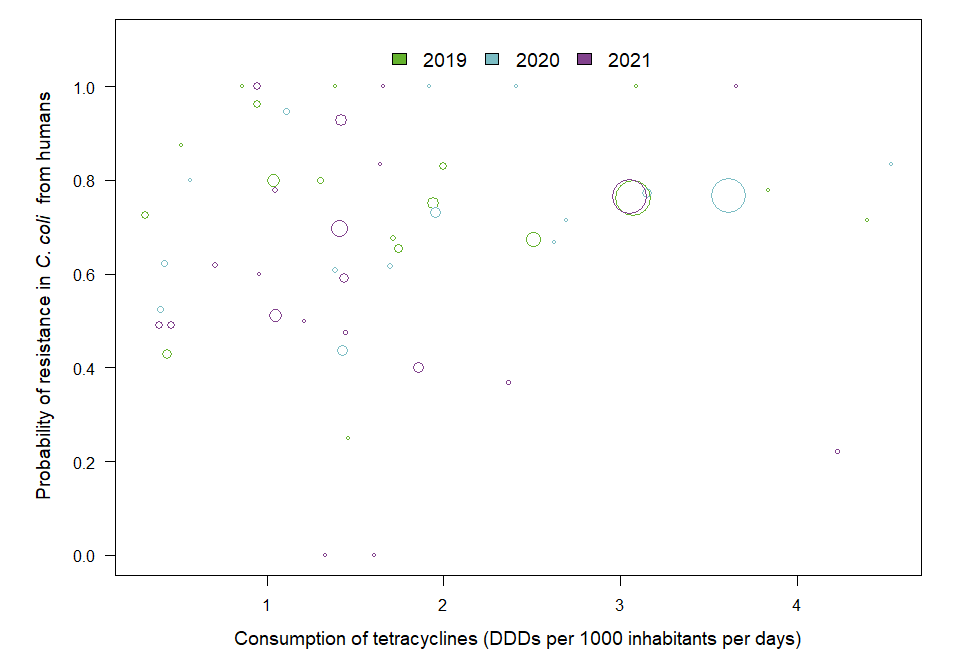 2019 2020 2021
1.0
0.8
0.6
0.4
0.2
0.0
Probability of resistance in C. coli from humans
1 2 3 4
Consumption of tetracyclines (DDDs per 1000 inhabitants per days)